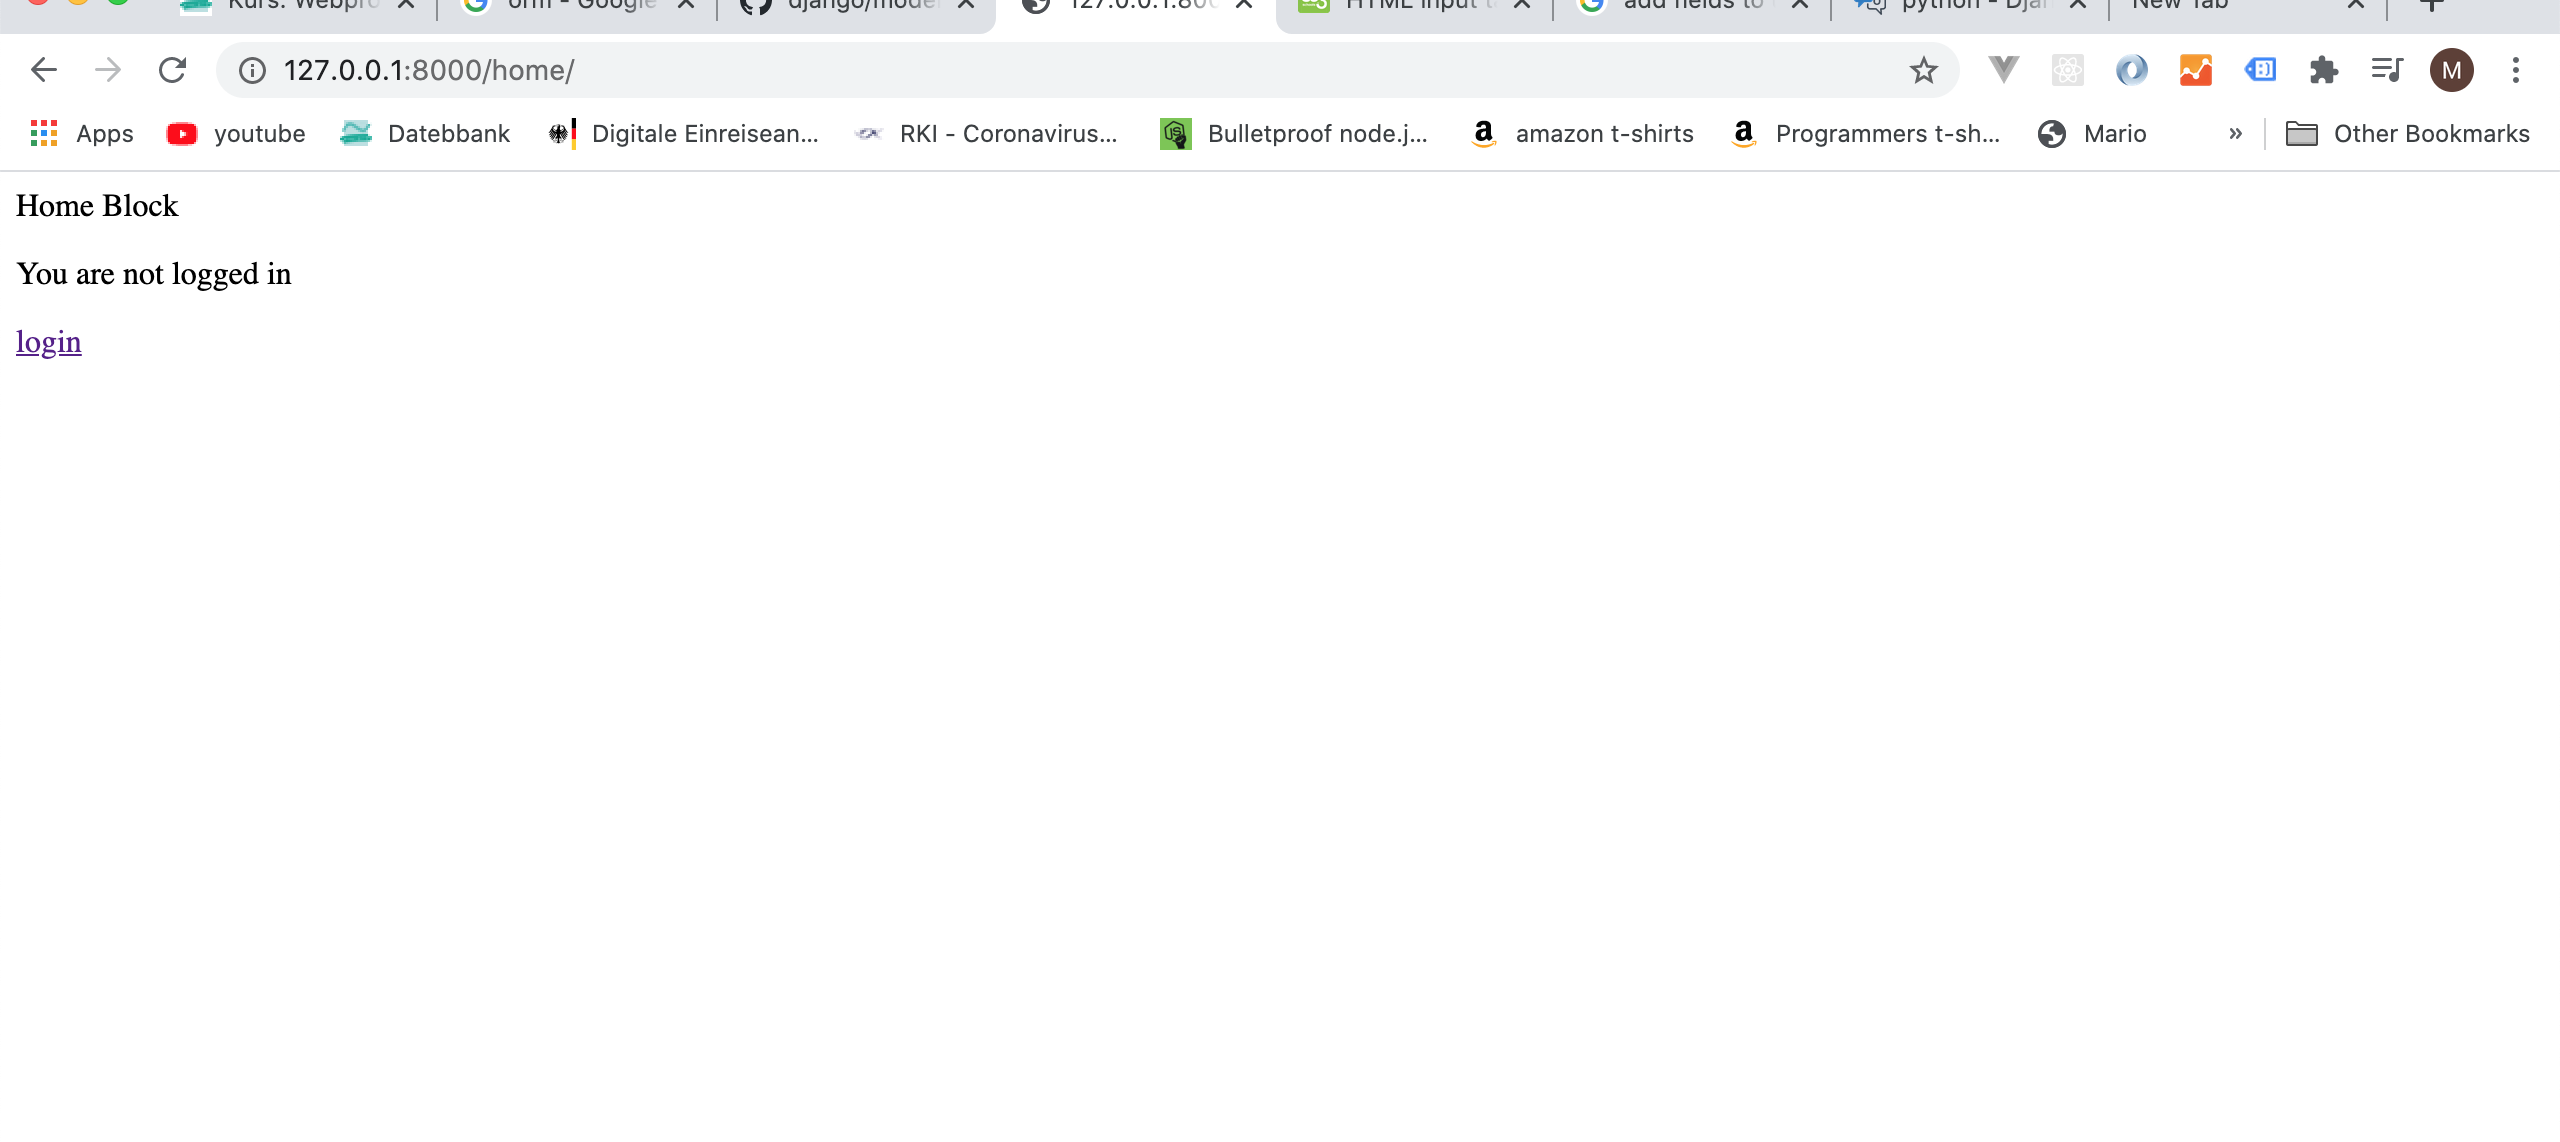 Kurs: Webpro
orm - Google
django/model
127.0.0.1:800
HTML input t
add fields to
python - Djan
New Tab
127.0.0.1:8000/home/
M
Apps
youtube
Datebbank
Digitale Einreisean...
RKI - Coronavirus...
Bulletproof node.j...
amazon t-shirts
Programmers t-sh...
Mario
»
Other Bookmarks
Home Block
You are not logged in
login